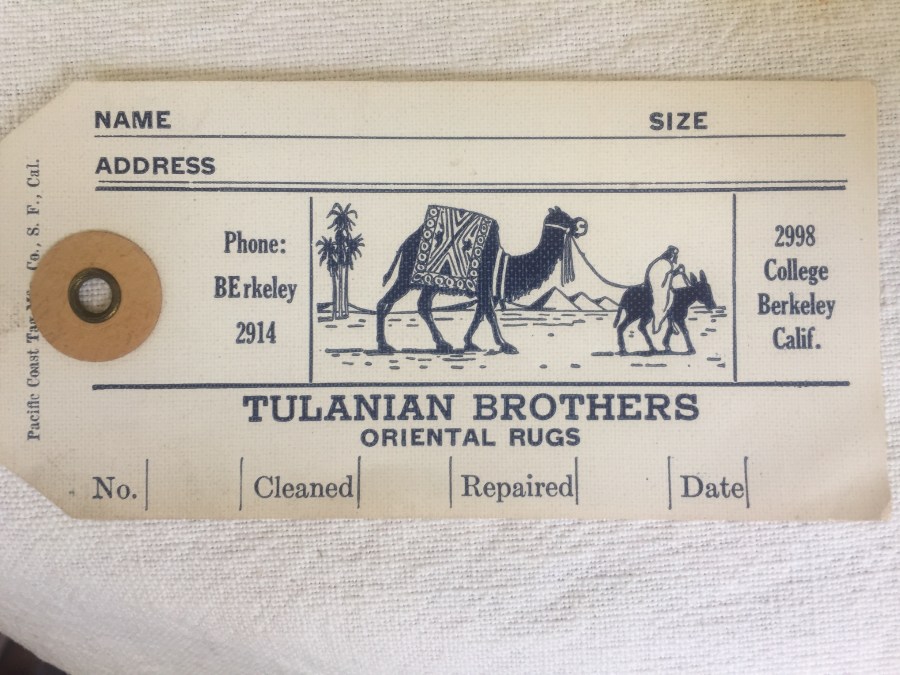 NAME SIZE
ADDRESS
Phone:
BErkeley
2914
2998
College
Berkeley
Calif.
TULANIAN BROTHERS
ORIENTAL RUGS
No. Cleaned Repaired Date
Pacific Coast Co., S. F., Cal.